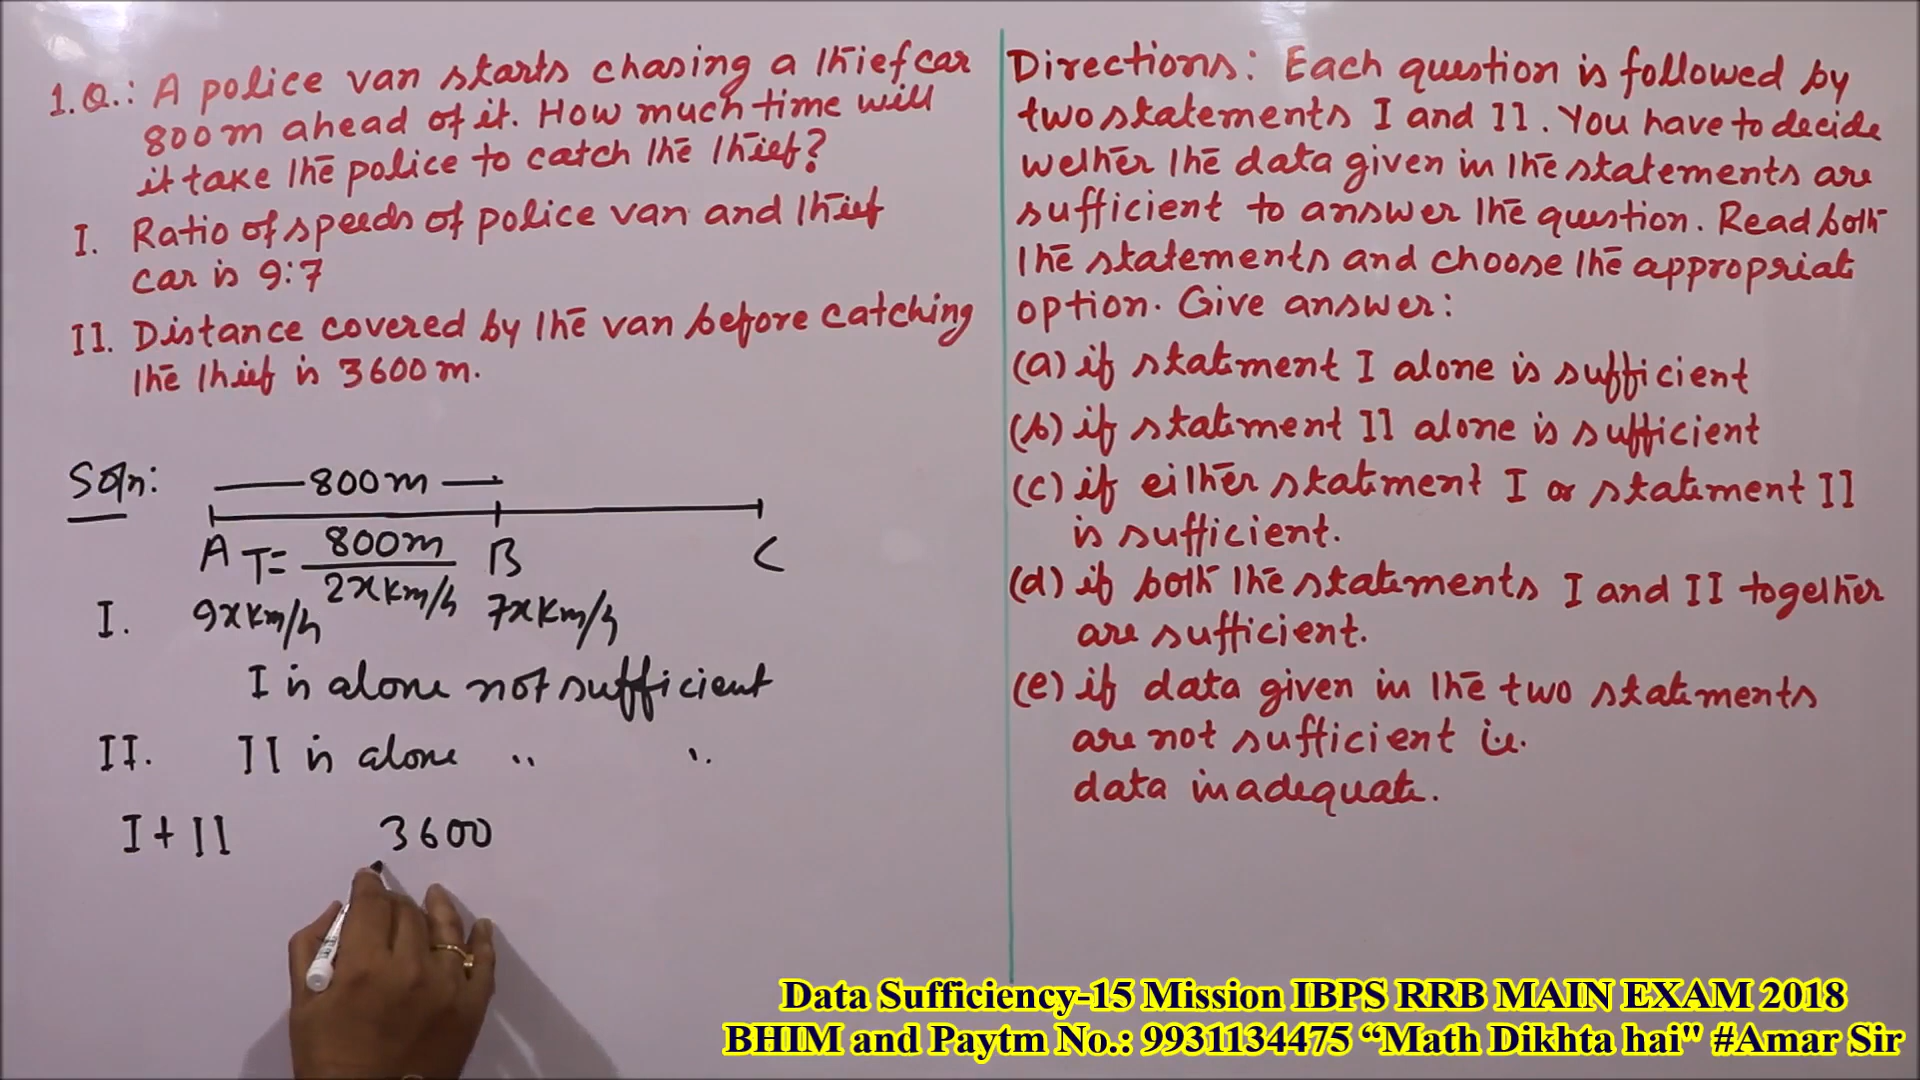 1.Q.: A police van starts chasing a thief car
800m ahead of it. How much time will
it take the police to catch the thief?
I. Ratio of speeds of police van and thief
car is 9:7
II. Distance covered by the van before catching
the thief is 3600m.
Soln:
800m
A T= 800m B C
2x km/h
I. 9x km/h 7x km/h
I is alone not sufficient
II. II is alone " "
I + II 3600
Directions: Each question is followed by
two statements I and II. You have to decide
wether the data given in the statements are
sufficient to answer the question. Read both
the statements and choose the appropriat
option. Give answer:
(a) if statment I alone is sufficient
(b) if statement II alone is sufficient
(c) if either statement I or statement II
is sufficient.
(d) if both the statements I and II together
are sufficient.
(e) if data given in the two statements
are not sufficient i.e.
data inadequate.
Data Sufficiency-15 Mission IBPS RRB MAIN EXAM 2018
BHIM and Paytm No.: 9931134475 “Math Dikhta hai" #Amar Sir